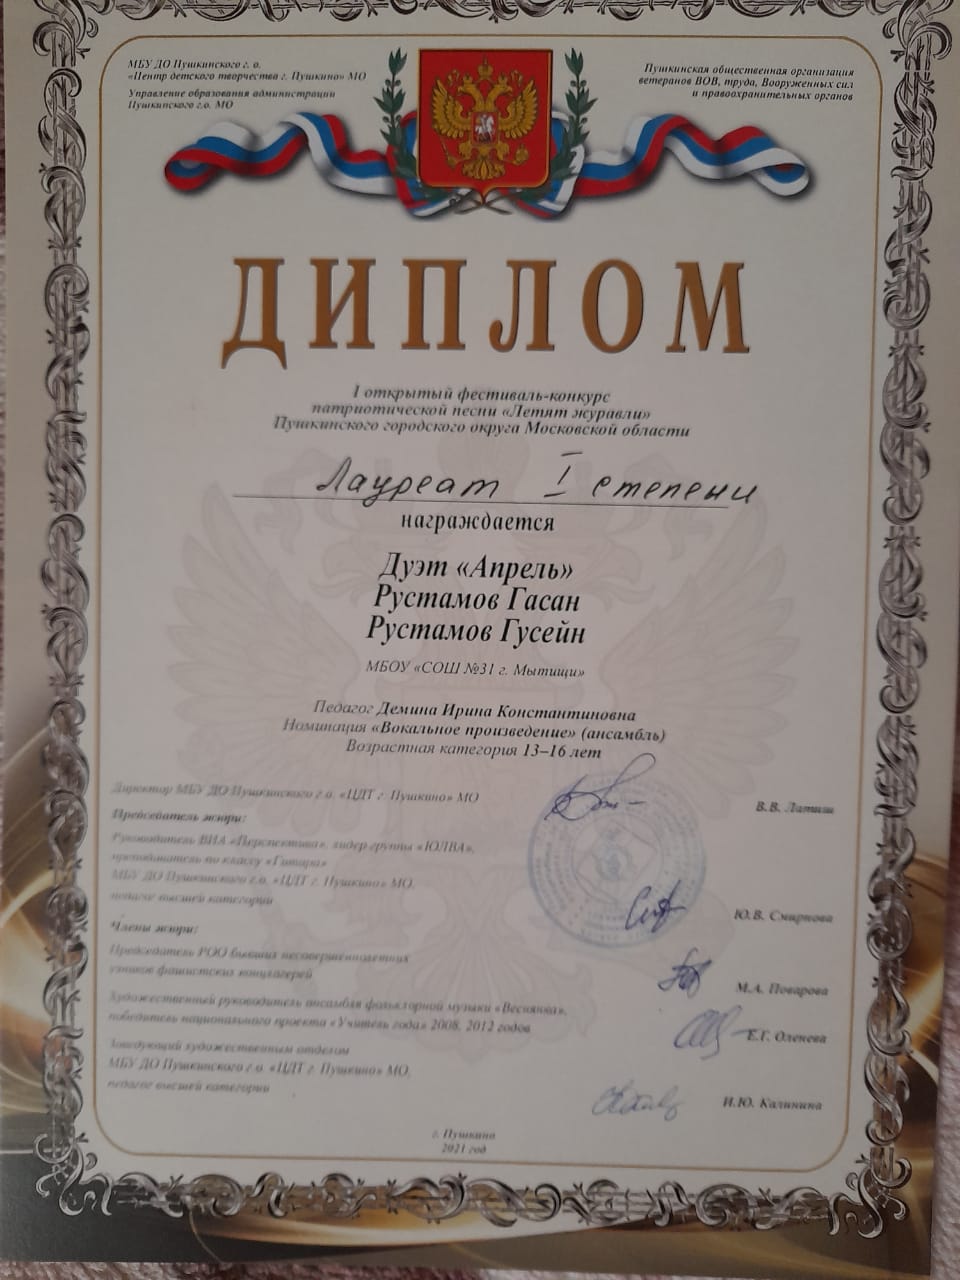 МБУ ДО Пушкинского г. о.
«Центр детского творчества г. Пушкино» МО
Управление образования администрации
Пушкинского г.о. МО
Пушкинская общественная организация
ветеранов ВОВ, труда, Вооруженных сил
и правоохранительных органов
ДИПЛОМ
I открытый фестиваль-конкурс
патриотической песни «Летят журавли»
Пушкинского городского округа Московской области
Лауреат I степени
награждается
Дуэт «Апрель»
Рустамов Гасан
Рустамов Гусейн
МБОУ «СОШ №31 г. Мытищи»
Педагог Демина Ирина Константиновна
Номинация «Вокальное произведение» (ансамбль)
Возрастная категория 13–16 лет
Директор МБУ ДО Пушкинского г.о. «ЦДТ г. Пушкино» МО
В.В. Латыш
Председатель жюри:
Руководитель ВИА «Перспектива», лидер группы «ЮЛВА»,
преподаватель по классу «Гитара»
МБУ ДО Пушкинского г.о. «ЦДТ г. Пушкино» МО,
педагог высшей категории
Ю.В. Смирнова
Члены жюри:
Председатель РОО бывших несовершеннолетних
узников фашистских концлагерей
М.А. Поварова
Художественный руководитель ансамбля фольклорной музыки «Веснянка»,
победитель национального проекта «Учитель года» 2008, 2012 годов
Е.Г. Оленева
Заведующий художественным отделом
МБУ ДО Пушкинского г.о. «ЦДТ г. Пушкино» МО,
педагог высшей категории
И.Ю. Калинина
г. Пушкино
2021 год